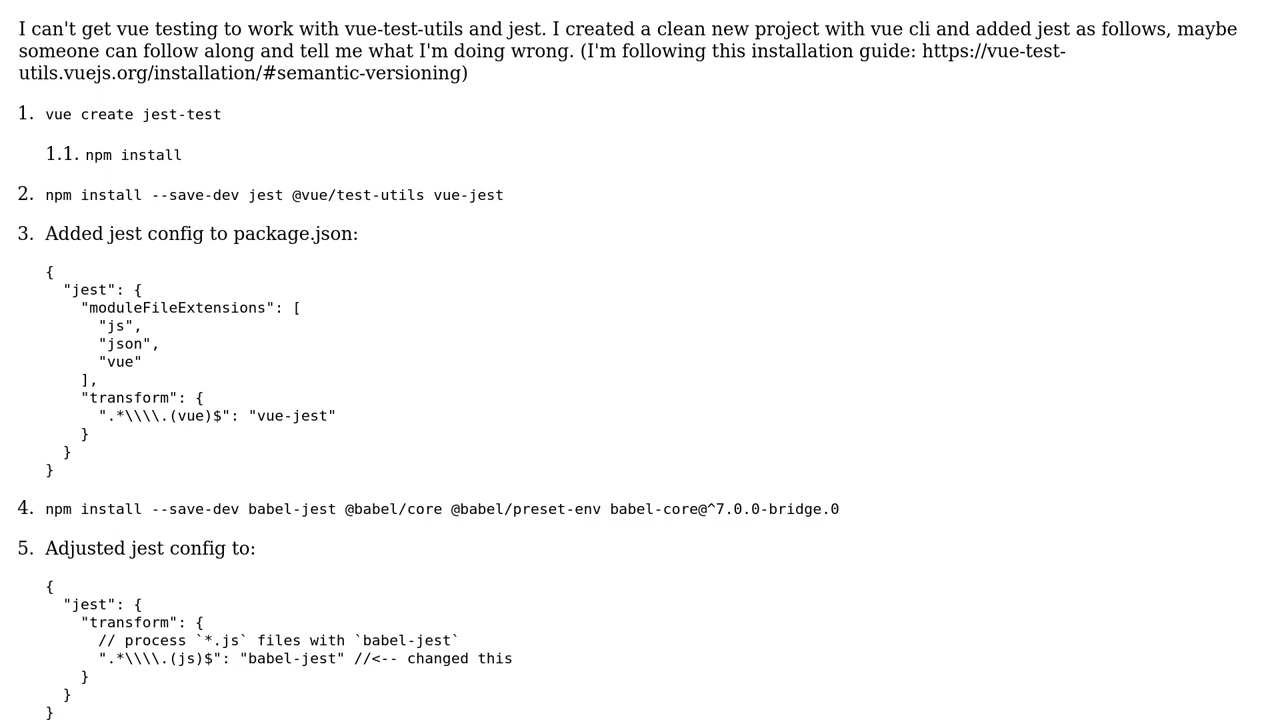 I can't get vue testing to work with vue-test-utils and jest. I created a clean new project with vue cli and added jest as follows, maybe
someone can follow along and tell me what I'm doing wrong. (I'm following this installation guide: https://vue-test-
utils.vuejs.org/installation/#semantic-versioning)
1. vue create jest-test
1.1. npm install
2. npm install --save-dev jest @vue/test-utils vue-jest
3. Added jest config to package.json:
{
  "jest": {
    "moduleFileExtensions": [
      "js",
      "json",
      "vue"
    ],
    "transform": {
      ".*\\\\.(vue)$": "vue-jest"
    }
  }
}
4. npm install --save-dev babel-jest @babel/core @babel/preset-env babel-core@^7.0.0-bridge.0
5. Adjusted jest config to:
{
  "jest": {
    "transform": {
      // process `*.js` files with `babel-jest`
      ".*\\\\.(js)$": "babel-jest" //<-- changed this
    }
  }
}